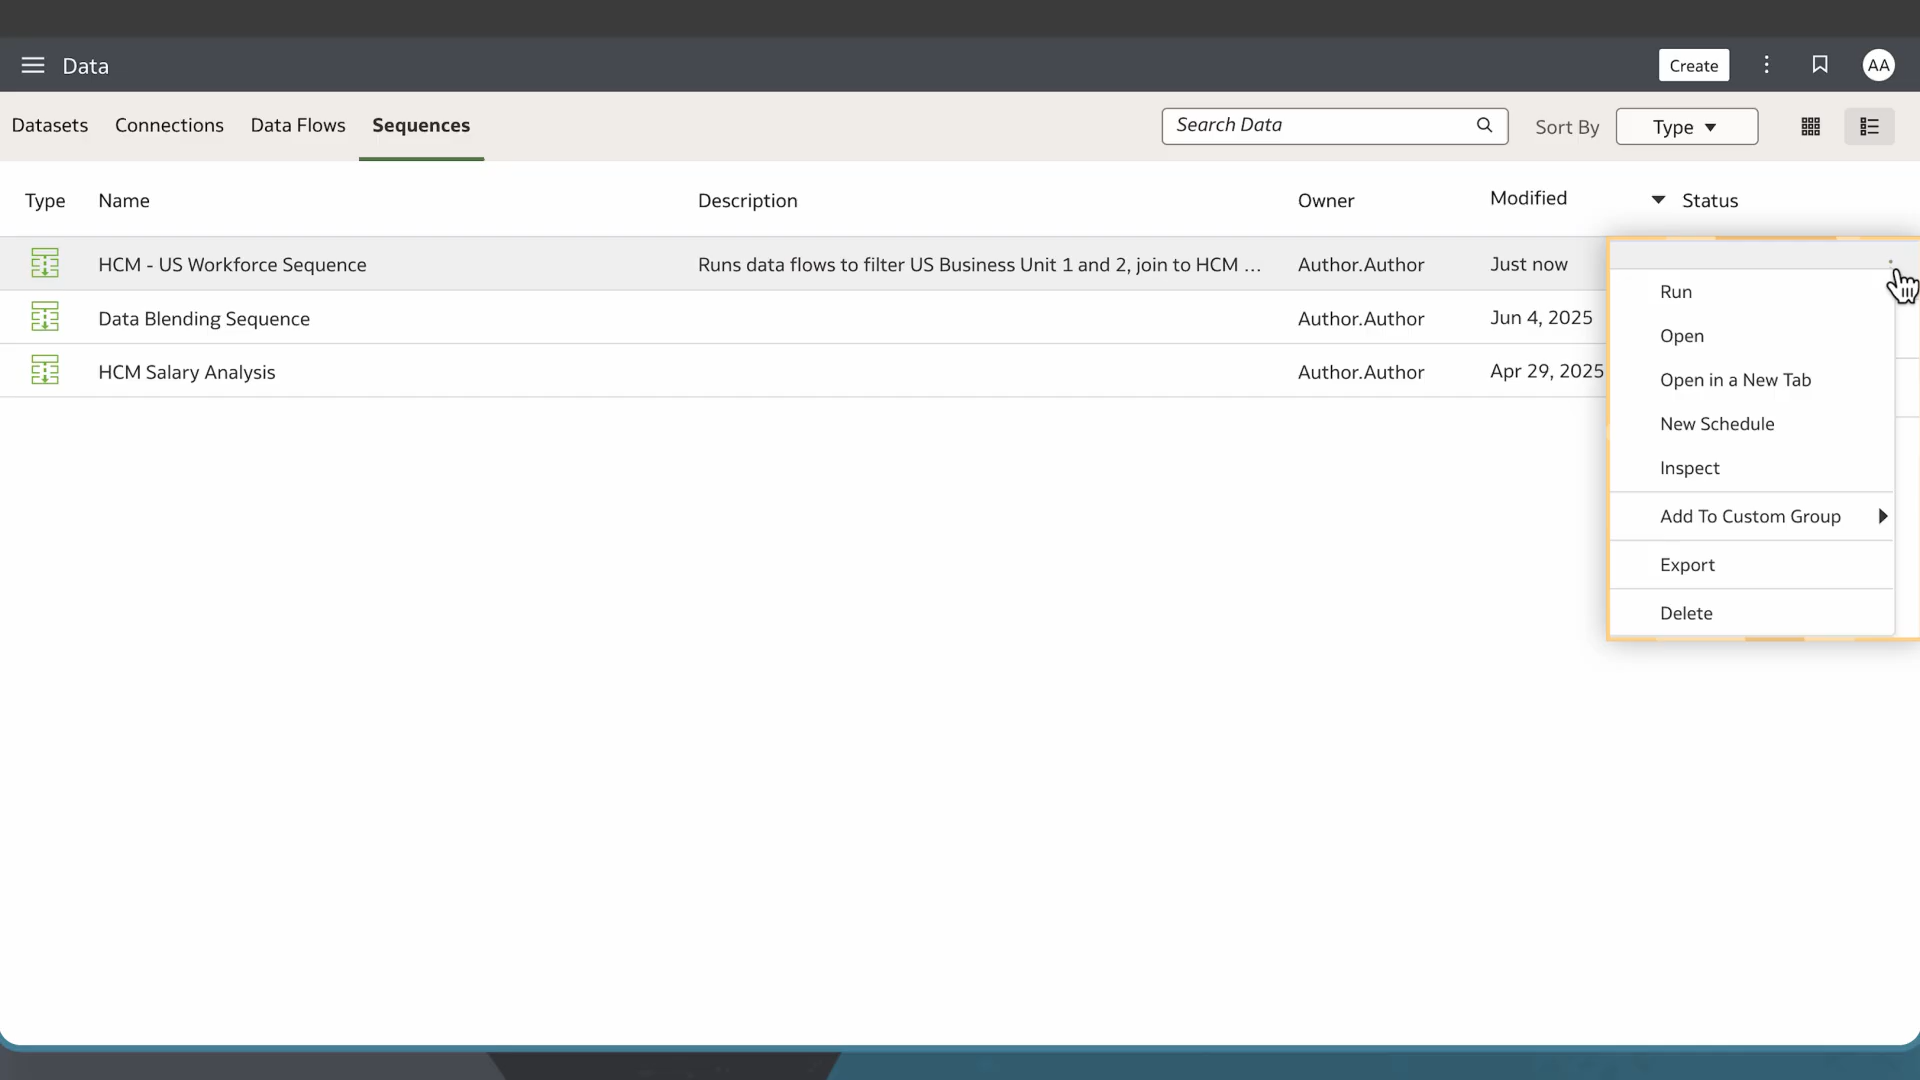 Data
Create
AA
Datasets Connections Data Flows Sequences
Search Data
Sort By
Type
Type Name Description Owner Modified Status
HCM - US Workforce Sequence Runs data flows to filter US Business Unit 1 and 2, join to HCM ... Author.Author Just now
Data Blending Sequence Author.Author Jun 4, 2025
HCM Salary Analysis Author.Author Apr 29, 2025
Run
Open
Open in a New Tab
New Schedule
Inspect
Add To Custom Group
Export
Delete